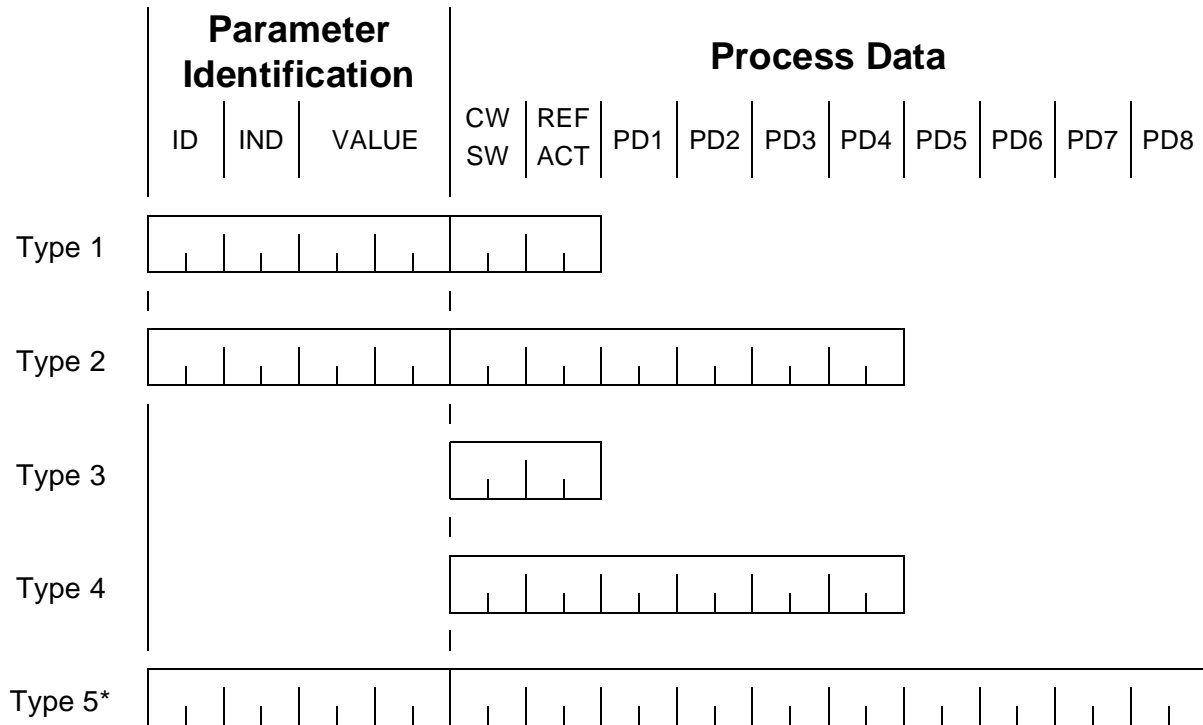 Parameter
Identification
Process Data
ID IND VALUE CW REF PD1 PD2 PD3 PD4 PD5 PD6 PD7 PD8
SW ACT
Type 1
Type 2
Type 3
Type 4
Type 5*